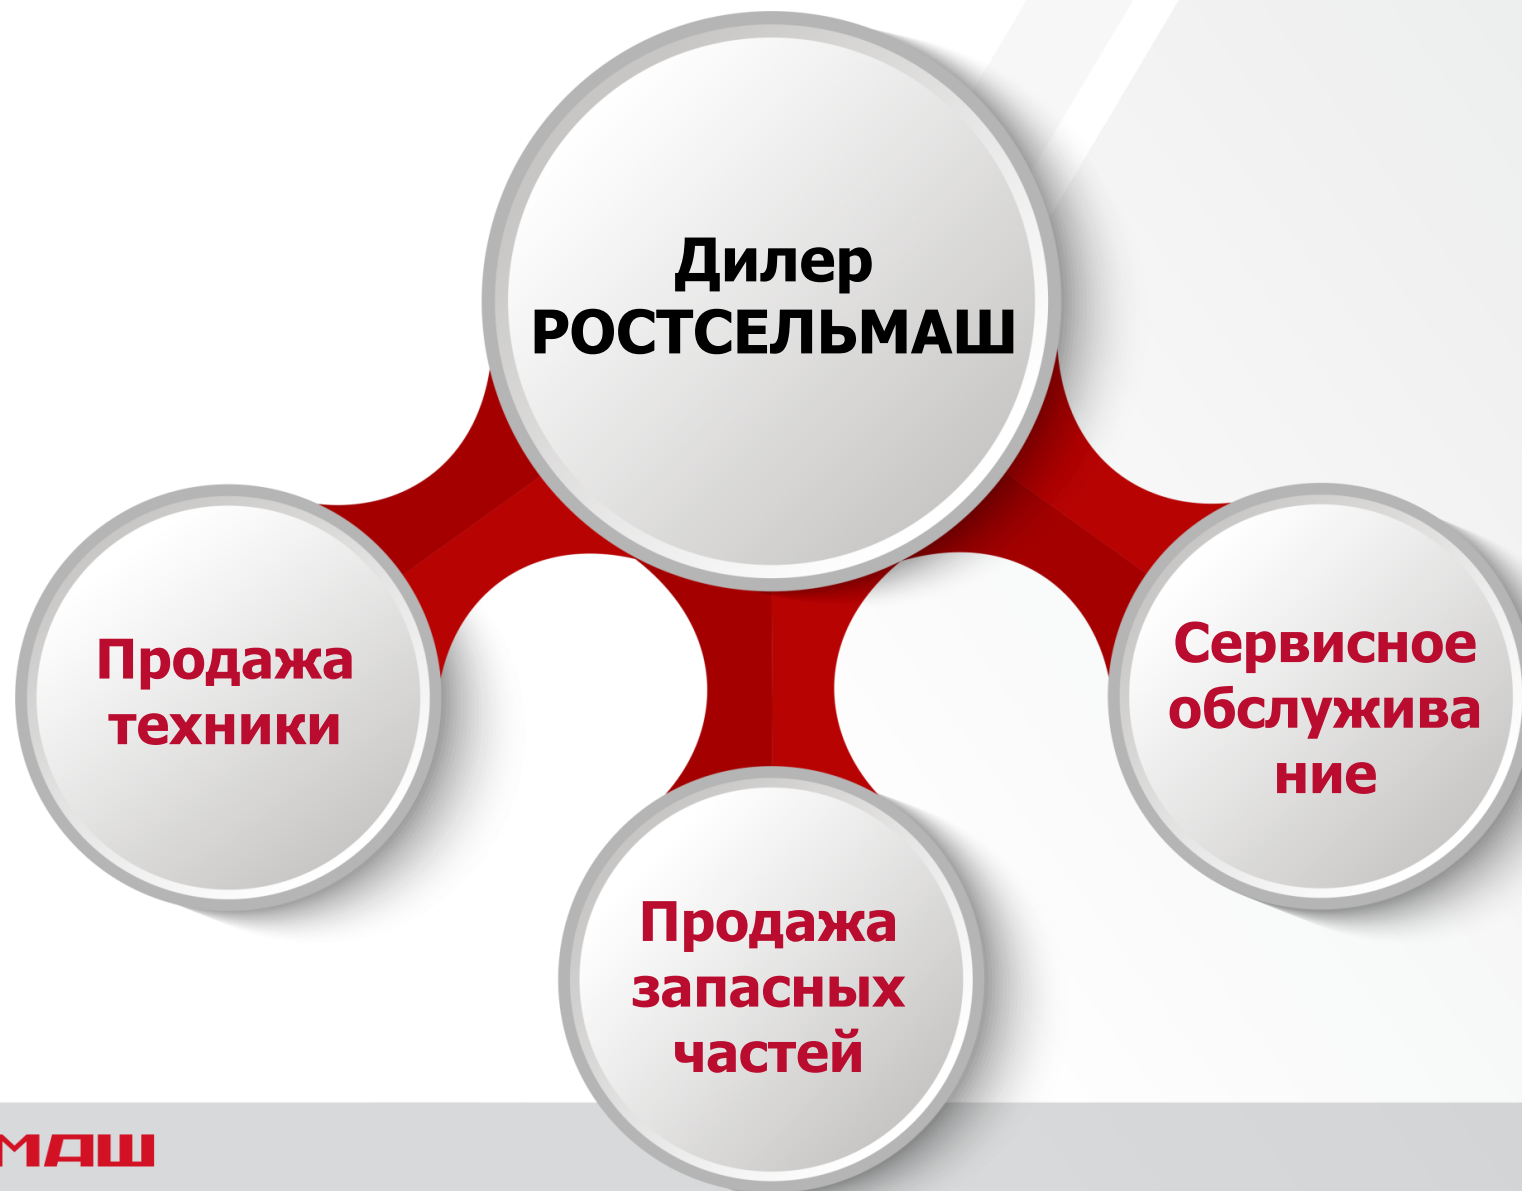 Дилер
РОСТСЕЛЬМАШ
Продажа
техники
Сервисное
обслужива
ние
Продажа
запасных
частей
МАШ